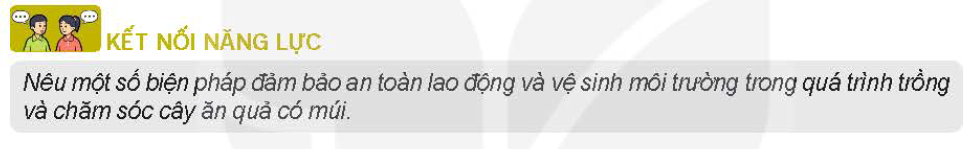 KẾT NỐI NĂNG LỰC
Nêu một số biện pháp đảm bảo an toàn lao động và vệ sinh môi trường trong quá trình trồng
và chăm sóc cây ăn quả có múi.